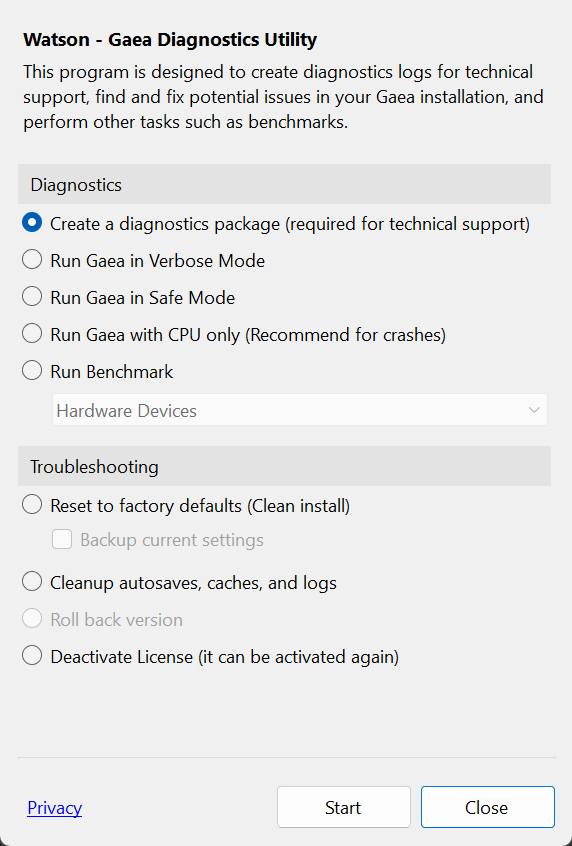 Watson - Gaea Diagnostics Utility
This program is designed to create diagnostics logs for technical
support, find and fix potential issues in your Gaea installation, and
perform other tasks such as benchmarks.
Diagnostics
Create a diagnostics package (required for technical support)
Run Gaea in Verbose Mode
Run Gaea in Safe Mode
Run Gaea with CPU only (Recommend for crashes)
Run Benchmark
Hardware Devices
Troubleshooting
Reset to factory defaults (Clean install)
Backup current settings
Cleanup autosaves, caches, and logs
Roll back version
Deactivate License (it can be activated again)
Privacy
Start
Close